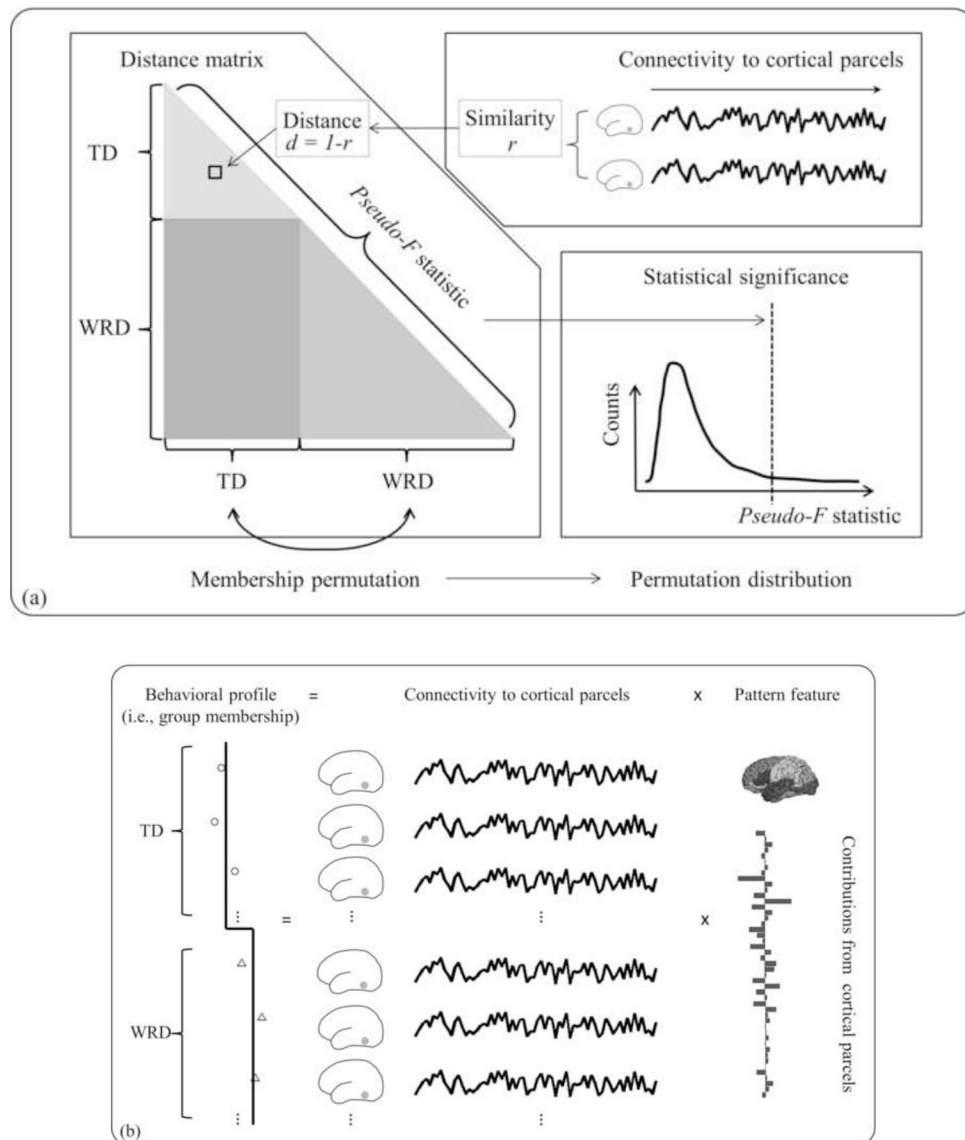 Distance matrix
Connectivity to cortical parcels
TD
Distance
d = 1-r
Similarity
r
Pseudo-F statistic
WRD
TD
WRD
Statistical significance
Counts
Pseudo-F statistic
Membership permutation
Permutation distribution
(a)
Behavioral profile = Connectivity to cortical parcels x Pattern feature
(i.e., group membership)
TD
⋮ = ⋮ ⋮ x
WRD
⋮ ⋮ ⋮
Contributions from cortical parcels
(b)